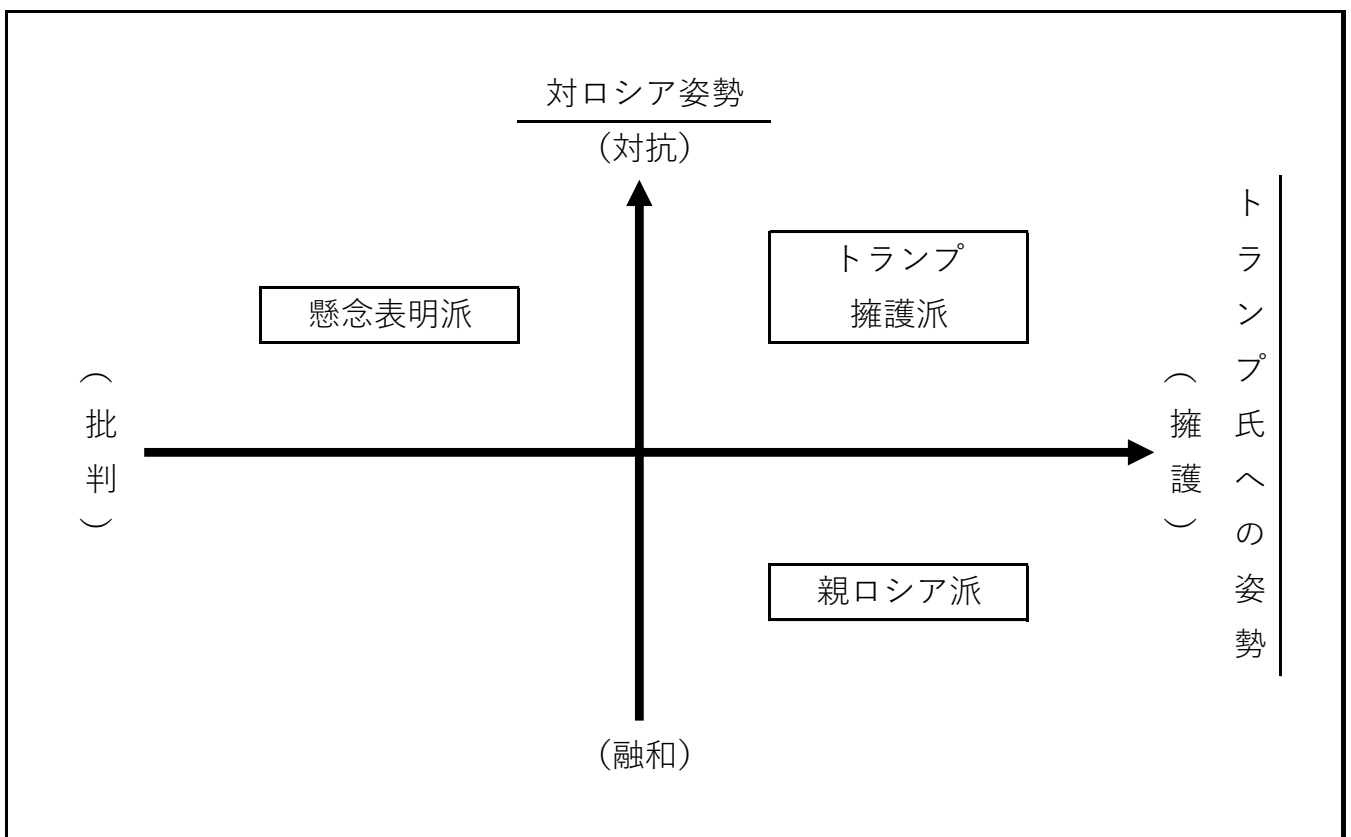 対ロシア姿勢
（対抗）
トランプ
擁護派
懸念表明派
（批判）
（擁護）
トランプ氏への姿勢
親ロシア派
（融和）